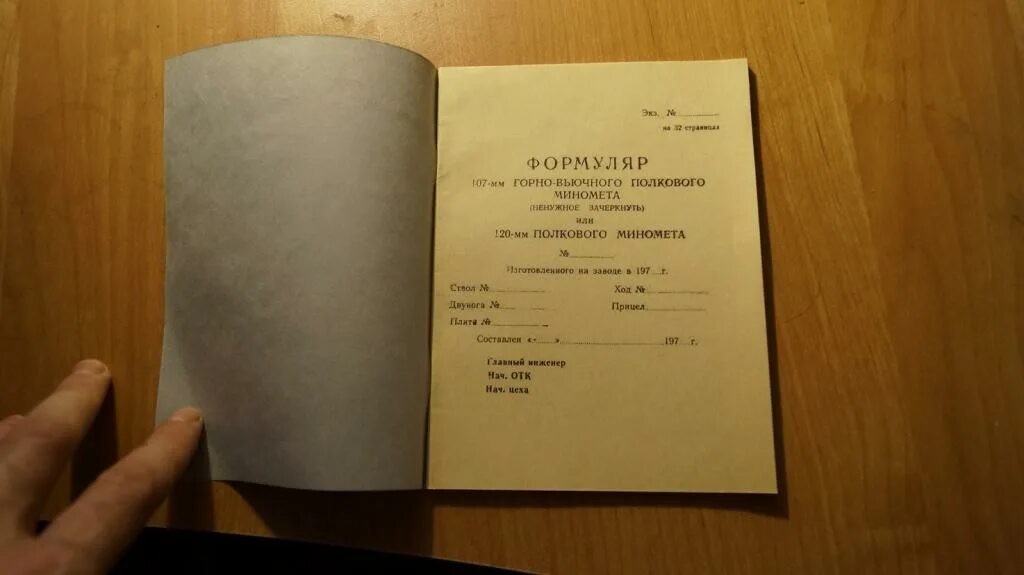 Экз. №
на 32 страницах
ФОРМУЛЯР
107-мм ГОРНО-ВЬЮЧНОГО ПОЛКОВОГО
МИНОМЕТА
(НЕНУЖНОЕ ЗАЧЕРКНУТЬ)
или
120-мм ПОЛКОВОГО МИНОМЕТА
№
Изготовленного на заводе в 197 г.
Ствол № Ход №
Двунога № Прицел
Плита №
Составлен «-   » 197 г.
Главный инженер
Нач. ОТК
Нач. цеха